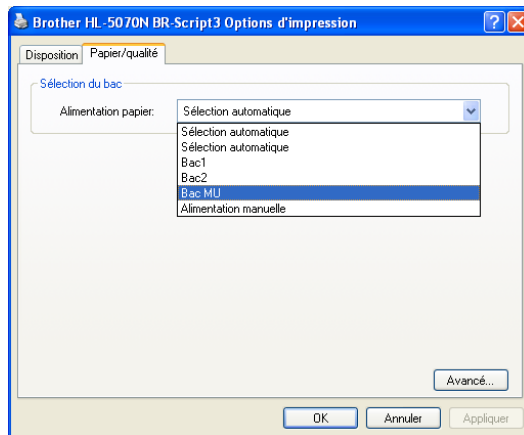 Brother HL-5070N BR-Script3 Options d'impression
Disposition
Papier/qualité
Sélection du bac
Alimentation papier:
Sélection automatique
Sélection automatique
Sélection automatique
Bac1
Bac2
Bac MU
Alimentation manuelle
Avancé...
OK
Annuler
Appliquer